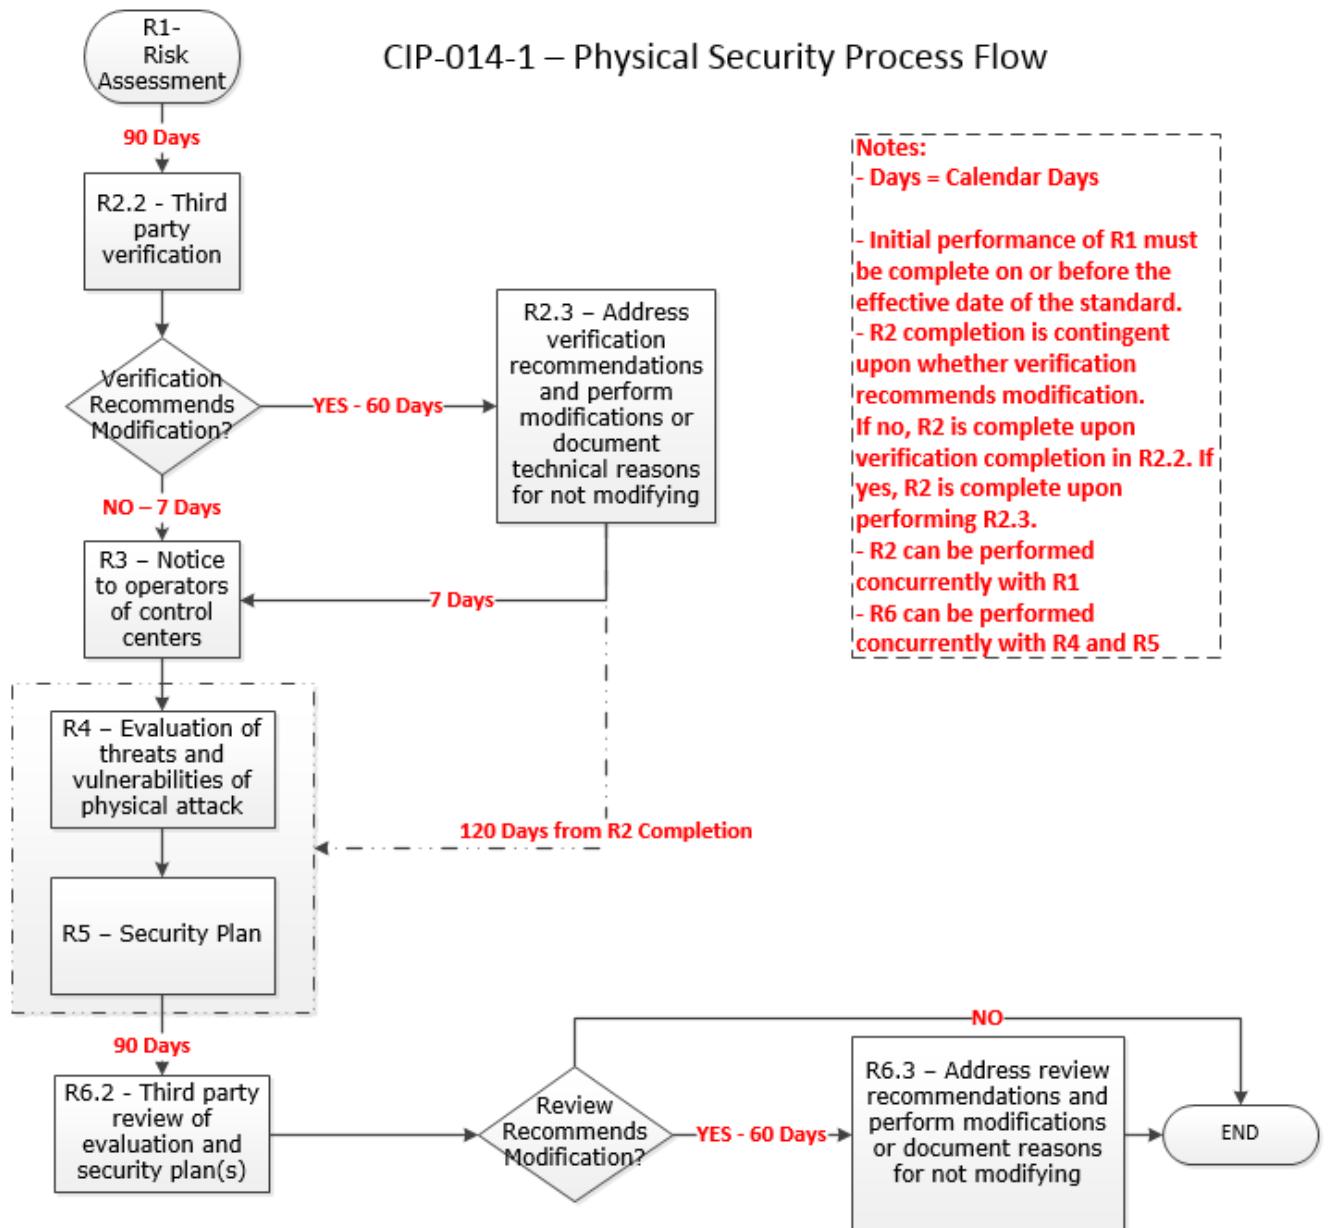 R1-
Risk
Assessment
CIP-014-1 – Physical Security Process Flow
90 Days
R2.2 - Third
party
verification
Notes:
- Days = Calendar Days
- Initial performance of R1 must
be complete on or before the
effective date of the standard.
- R2 completion is contingent
upon whether verification
recommends modification.
If no, R2 is complete upon
verification completion in R2.2. If
yes, R2 is complete upon
performing R2.3.
- R2 can be performed
concurrently with R1
- R6 can be performed
concurrently with R4 and R5
Verification
Recommends
Modification?
YES - 60 Days
R2.3 – Address
verification
recommendations
and perform
modifications or
document
technical reasons
for not modifying
NO – 7 Days
R3 – Notice
to operators
of control
centers
7 Days
R4 – Evaluation of
threats and
vulnerabilities of
physical attack
120 Days from R2 Completion
R5 – Security Plan
90 Days
R6.2 - Third party
review of
evaluation and
security plan(s)
Review
Recommends
Modification?
NO
YES - 60 Days
R6.3 – Address review
recommendations and
perform modifications
or document reasons
for not modifying
END